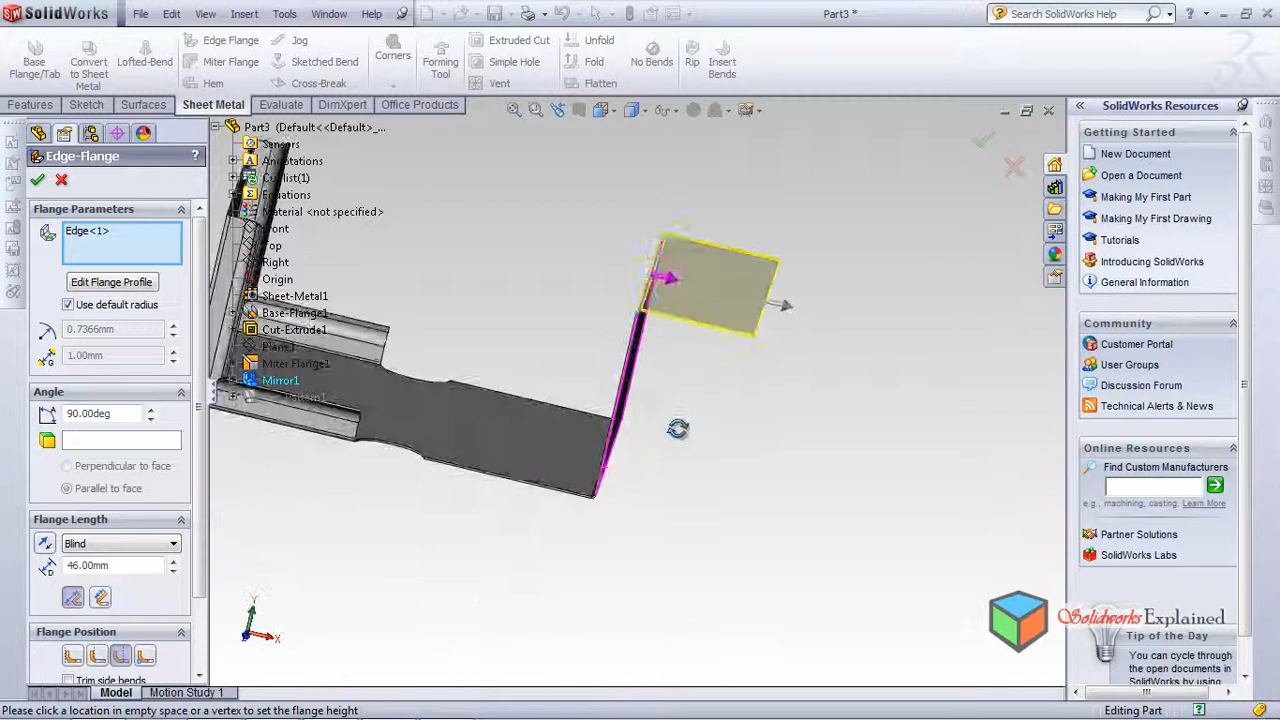 SolidWorks File Edit View Insert Tools Window Help Part3 * Search SolidWorks Help
Base Flange/Tab
Convert to Sheet Metal
Lofted-Bend
Edge Flange
Miter Flange
Hem
Jog
Sketched Bend
Cross-Break
Corners
Forming Tool
Extruded Cut
Simple Hole
Vent
Unfold
Fold
Flatten
No Bends
Rip
Insert Bends
Features Sketch Surfaces Sheet Metal Evaluate DimXpert Office Products
Edge-Flange ?
Flange Parameters
Edge<1>
Edit Flange Profile
Use default radius
0.7366mm
1.00mm
Angle
90.00deg
Perpendicular to face
Parallel to face
Flange Length
Blind
46.00mm
Flange Position
Trim side bends
Part3 (Default<<Default>_...
Sensors
Annotations
Cut list(1)
Equations
Material <not specified>
Front
Top
Right
Origin
Sheet-Metal1
Base-Flange1
Cut-Extrude1
Plane1
Miter Flange1
Mirror1
Y
X
SolidWorks Resources
Getting Started
New Document
Open a Document
Making My First Part
Making My First Drawing
Tutorials
Introducing SolidWorks
General Information
Community
Customer Portal
User Groups
Discussion Forum
Technical Alerts & News
Online Resources
Find Custom Manufacturers
e.g., machining, casting. Learn More
Partner Solutions
SolidWorks Labs
Solidworks Explained
Tip of the Day
You can cycle through
the open documents in
SolidWorks by using
Model Motion Study 1
Please click a location in empty space or a vertex to set the flange height Editing Part